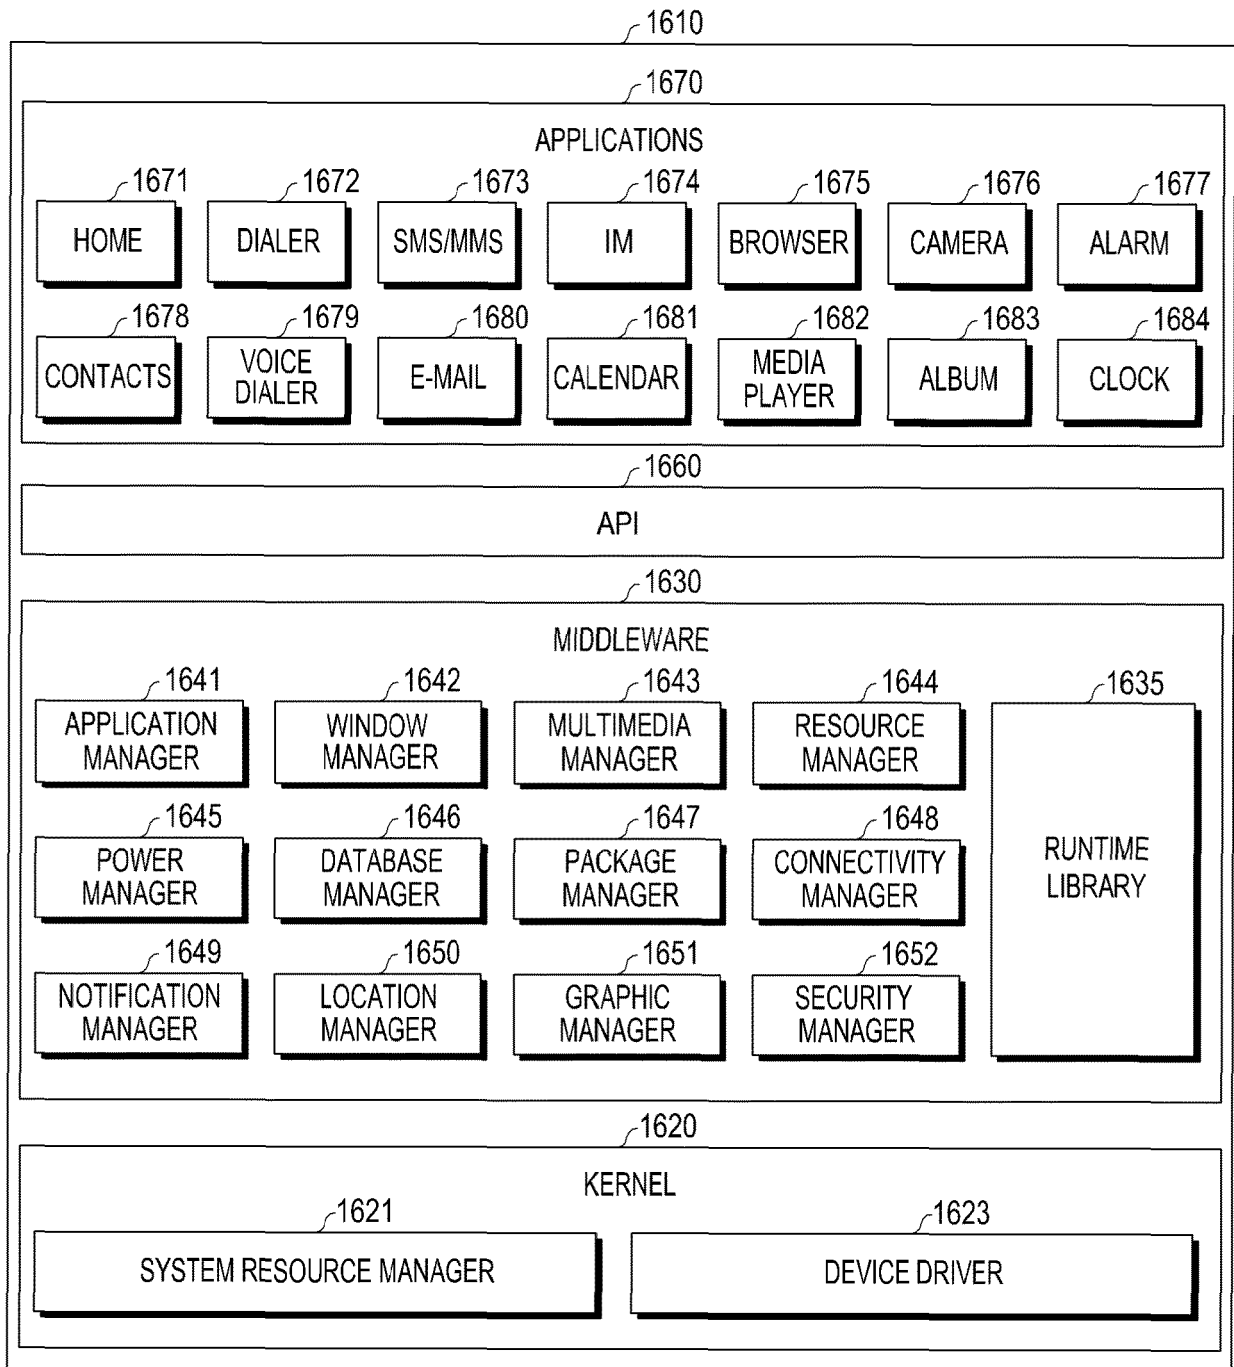 1610
1670
APPLICATIONS
1671 1672 1673 1674 1675 1676 1677
HOME DIALER SMS/MMS IM BROWSER CAMERA ALARM
1678 1679 1680 1681 1682 1683 1684
CONTACTS VOICE DIALER E-MAIL CALENDAR MEDIA PLAYER ALBUM CLOCK
1660
API
1630
MIDDLEWARE
1641 1642 1643 1644 1635
APPLICATION MANAGER WINDOW MANAGER MULTIMEDIA MANAGER RESOURCE MANAGER
1645 1646 1647 1648
POWER MANAGER DATABASE MANAGER PACKAGE MANAGER CONNECTIVITY MANAGER RUNTIME LIBRARY
1649 1650 1651 1652
NOTIFICATION MANAGER LOCATION MANAGER GRAPHIC MANAGER SECURITY MANAGER
1620
KERNEL
1621 1623
SYSTEM RESOURCE MANAGER DEVICE DRIVER